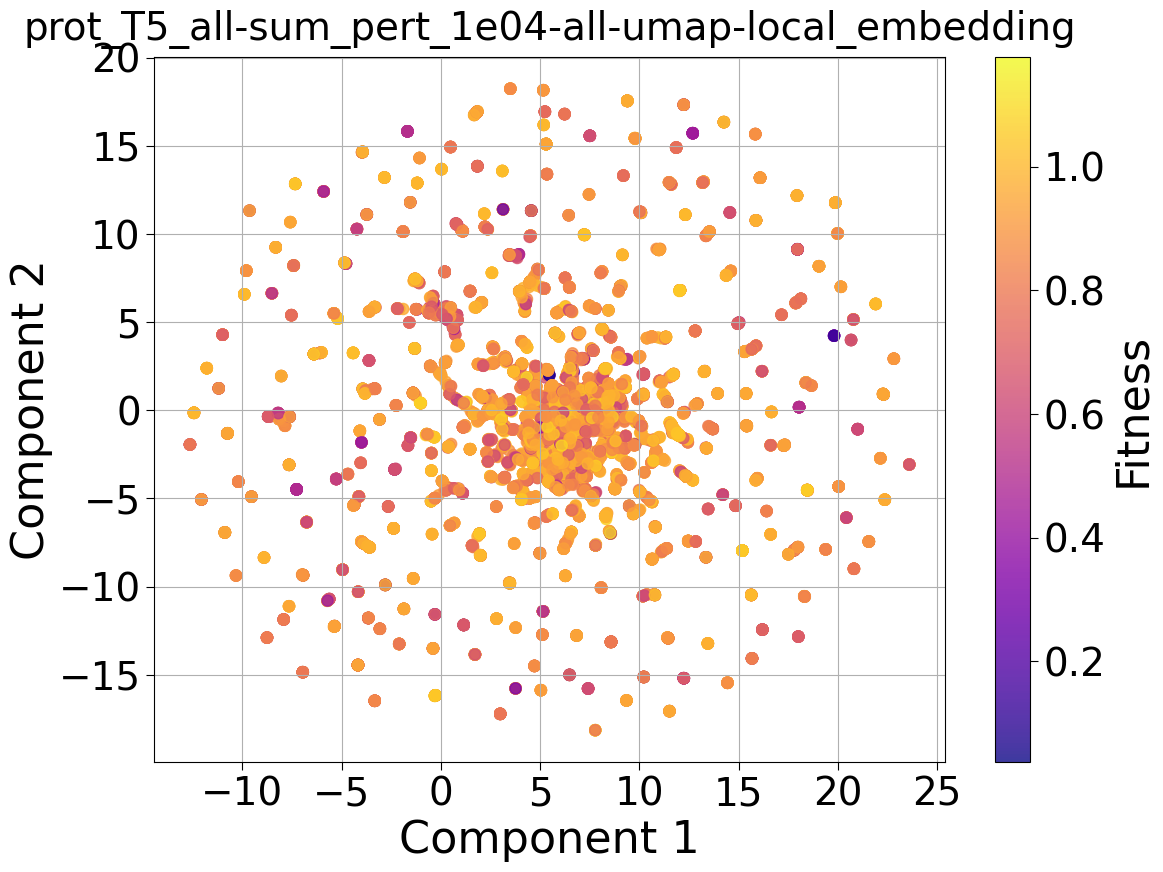 prot_T5_all-sum_pert_1e04-all-umap-local_embedding
20
15
10
5
0
−5
−10
−15
Component 2
−10 −5 0 5 10 15 20 25
Component 1
1.0
0.8
0.6
0.4
0.2
Fitness